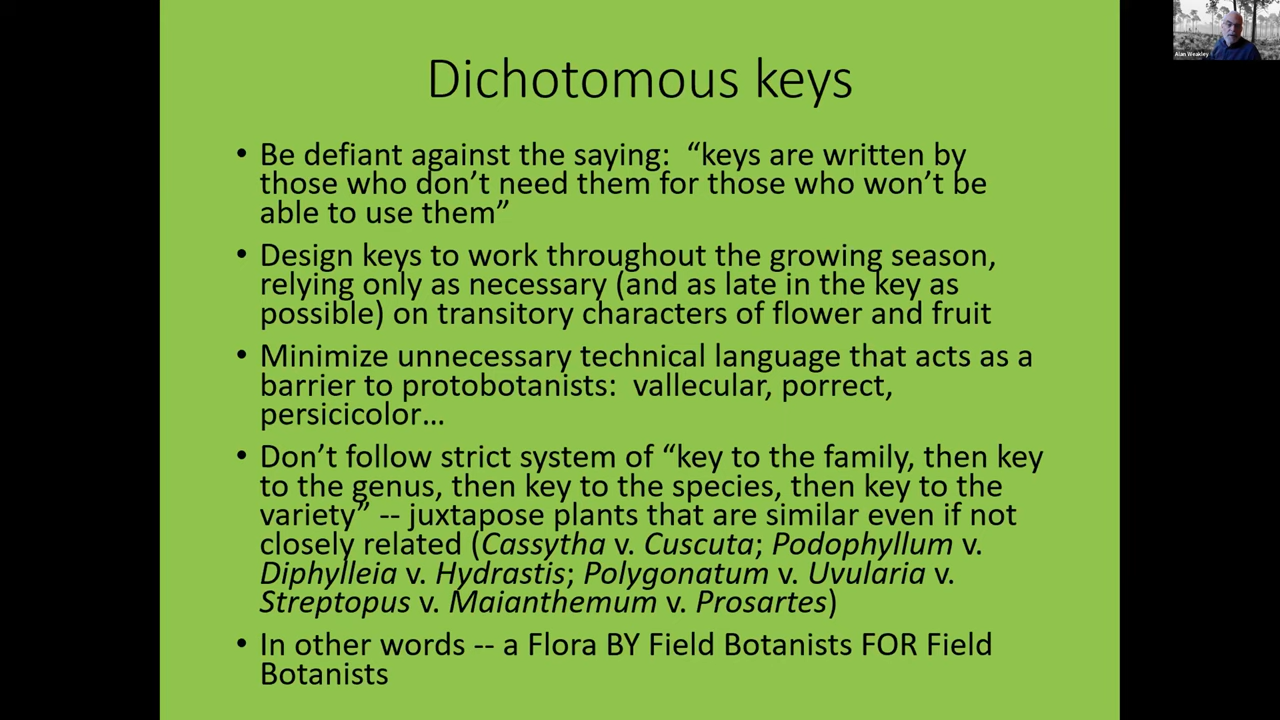 Alan Weakley
Dichotomous keys
• Be defiant against the saying:  “keys are written by
those who don’t need them for those who won’t be
able to use them”
• Design keys to work throughout the growing season,
relying only as necessary (and as late in the key as
possible) on transitory characters of flower and fruit
• Minimize unnecessary technical language that acts as a
barrier to protobotanists:  vallecular, porrect,
persicicolor…
• Don’t follow strict system of “key to the family, then key
to the genus, then key to the species, then key to the
variety” -- juxtapose plants that are similar even if not
closely related (Cassytha v. Cuscuta; Podophyllum v.
Diphylleia v. Hydrastis; Polygonatum v. Uvularia v.
Streptopus v. Maianthemum v. Prosartes)
• In other words -- a Flora BY Field Botanists FOR Field
Botanists